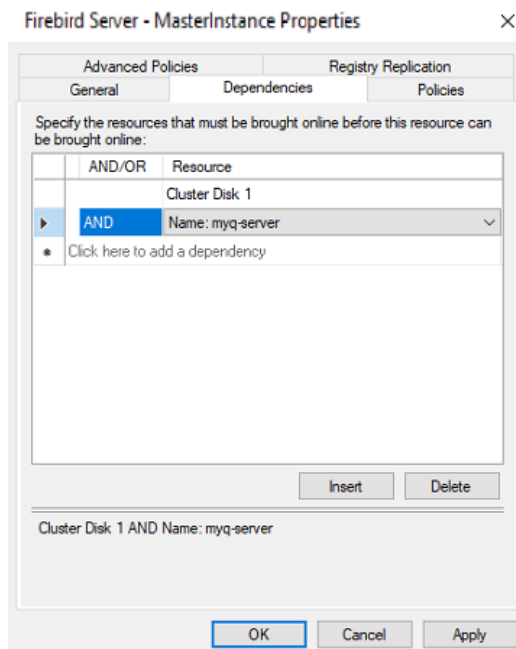 Firebird Server - MasterInstance Properties
Advanced Policies Registry Replication
General Dependencies Policies
Specify the resources that must be brought online before this resource can
be brought online:
AND/OR Resource
Cluster Disk 1
AND Name: myq-server
Click here to add a dependency
Insert Delete
Cluster Disk 1 AND Name: myq-server
OK Cancel Apply